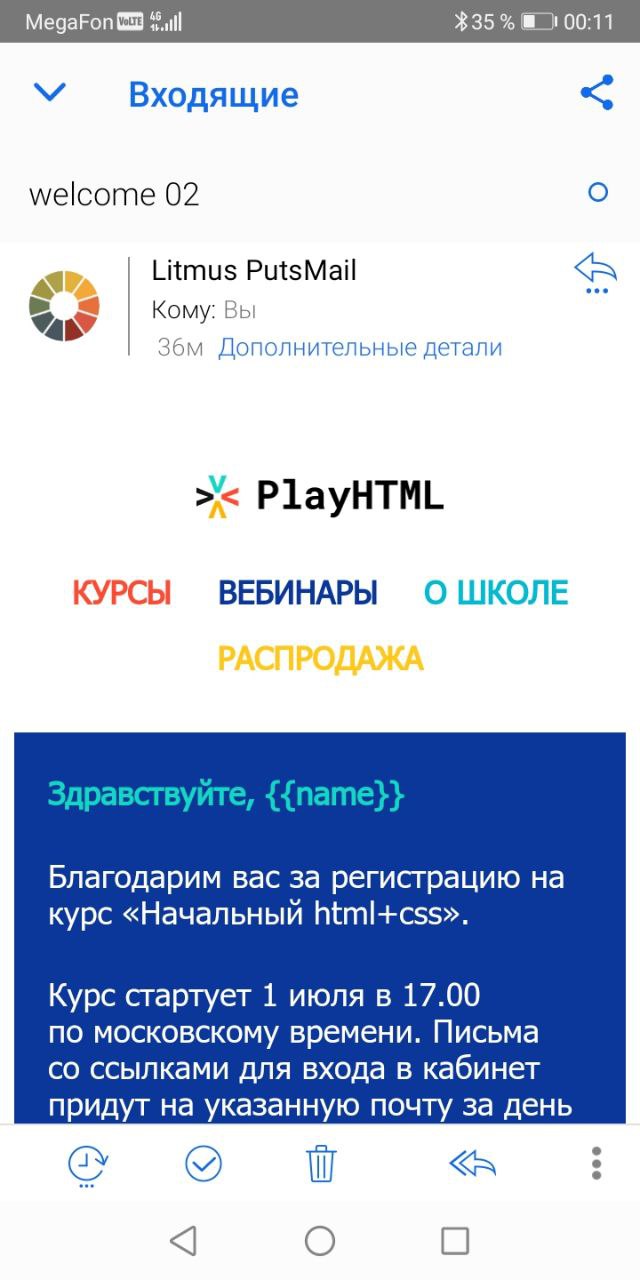 MegaFon VoLTE 4G 35 % 00:11
Входящие
welcome 02
Litmus PutsMail
Кому: Вы
36м Дополнительные детали
PlayHTML
КУРСЫ ВЕБИНАРЫ О ШКОЛЕ
РАСПРОДАЖА
Здравствуйте, {{name}}
Благодарим вас за регистрацию на
курс «Начальный html+css».
Курс стартует 1 июля в 17.00
по московскому времени. Письма
со ссылками для входа в кабинет
придут на указанную почту за день